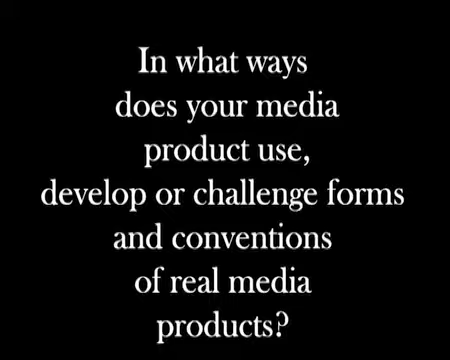 In what ways
does your media
product use,
develop or challenge forms
and conventions
of real media
products?